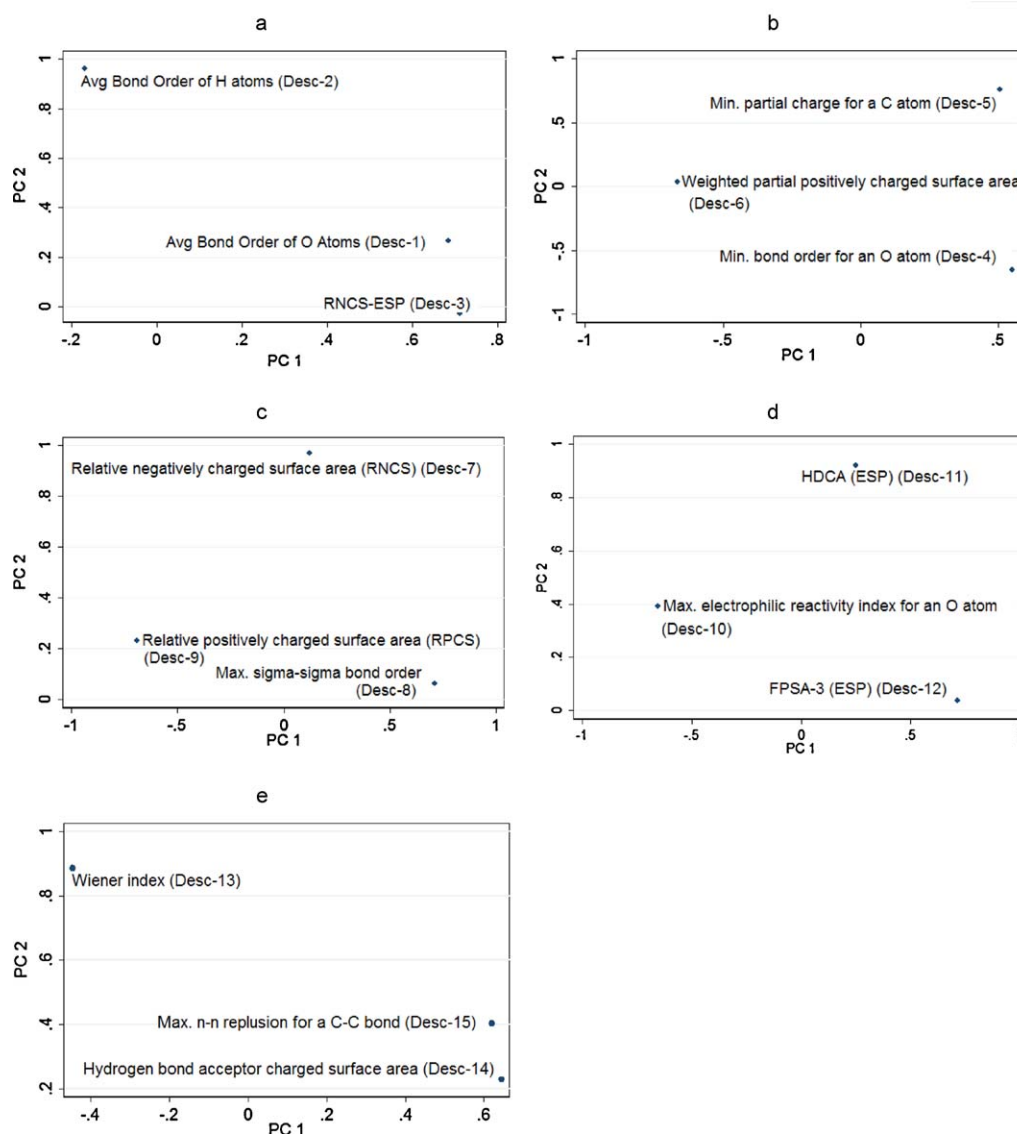 a
PC 2
1
.8
.6
.4
.2
0
Avg Bond Order of H atoms (Desc-2)
Avg Bond Order of O Atoms (Desc-1)
RNCS-ESP (Desc-3)
-.2 0 .2 .4 .6 .8
PC 1
b
PC 2
1
.5
0
-.5
-1
Min. partial charge for a C atom (Desc-5)
Weighted partial positively charged surface area
(Desc-6)
Min. bond order for an O atom (Desc-4)
-1 -.5 0 .5
PC 1
c
PC 2
1
.8
.6
.4
.2
0
Relative negatively charged surface area (RNCS) (Desc-7)
Relative positively charged surface area (RPCS)
(Desc-9)
Max. sigma-sigma bond order
(Desc-8)
-1 -.5 0 .5 1
PC 1
d
PC 2
1
.8
.6
.4
.2
0
HDCA (ESP) (Desc-11)
Max. electrophilic reactivity index for an O atom
(Desc-10)
FPSA-3 (ESP) (Desc-12)
-1 -.5 0 .5
PC 1
e
PC 2
1
.8
.6
.4
.2
Wiener index (Desc-13)
Max. n-n replusion for a C-C bond (Desc-15)
Hydrogen bond acceptor charged surface area (Desc-14)
-.4 -.2 0 .2 .4 .6
PC 1